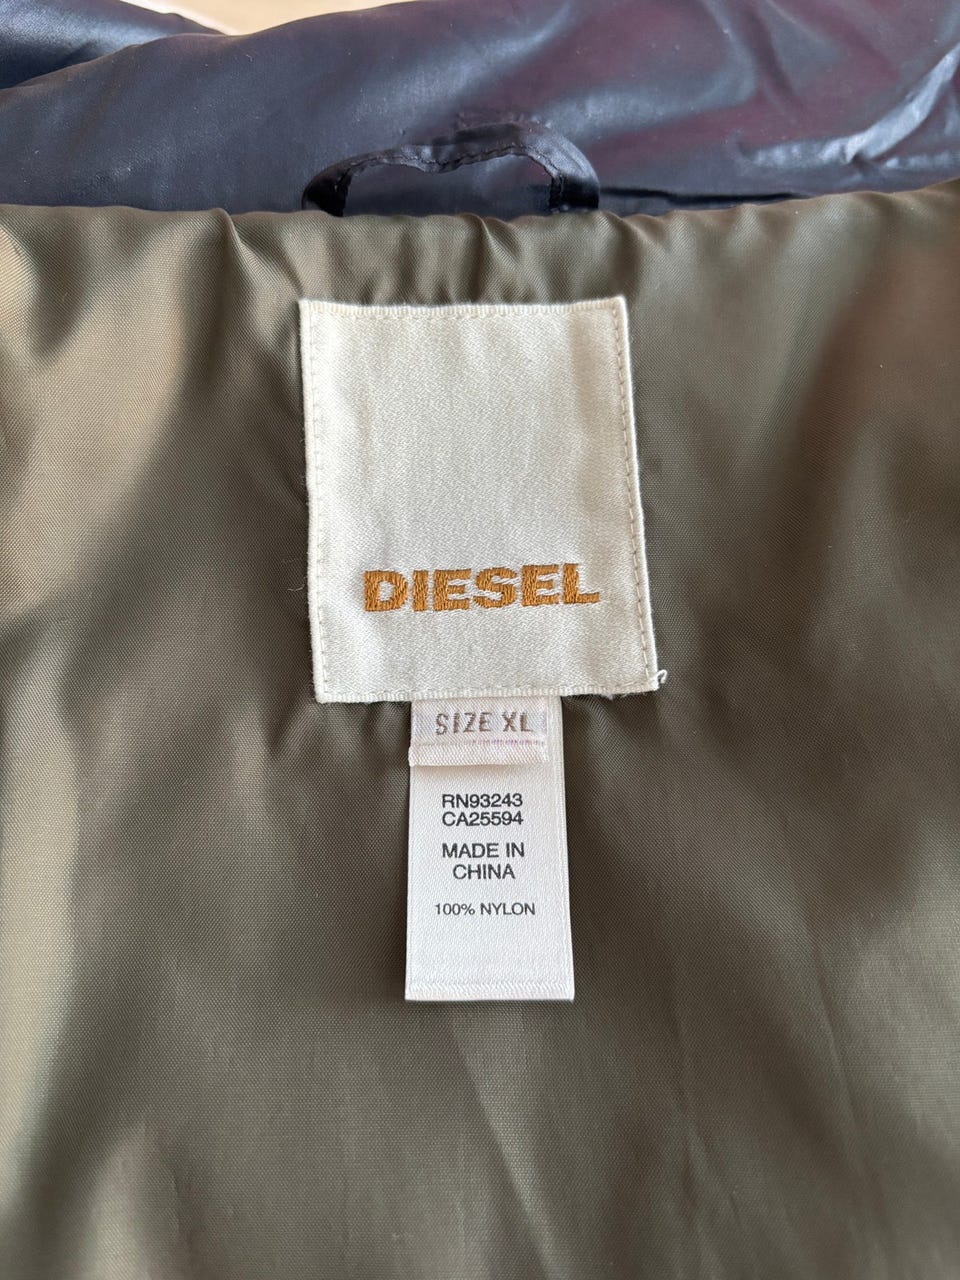 DIESEL
SIZE XL
RN93243
CA25594
MADE IN
CHINA
100% NYLON